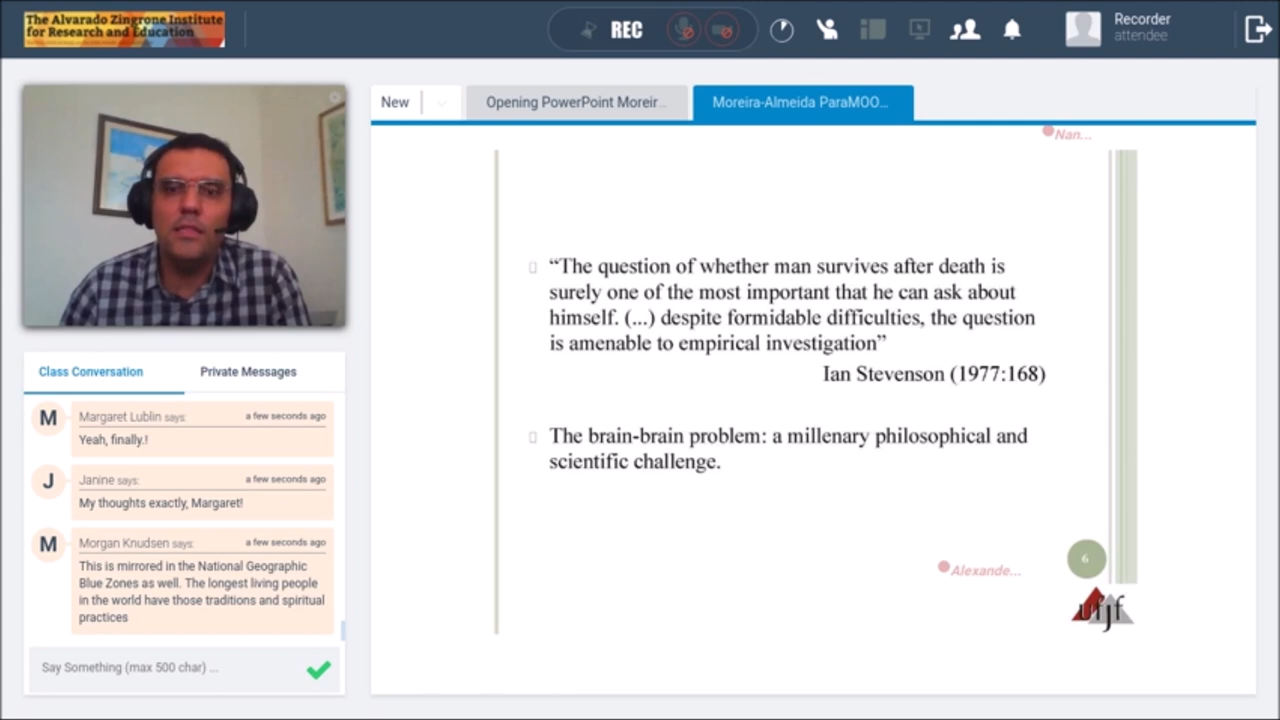 The Alvarado Zingrone Institute
for Research and Education
REC
Recorder
attendee
New
Opening PowerPoint Moreir...
Moreira-Almeida ParaMOO...
Nan...
“The question of whether man survives after death is
surely one of the most important that he can ask about
himself. (...) despite formidable difficulties, the question
is amenable to empirical investigation”
Ian Stevenson (1977:168)
The brain-brain problem: a millenary philosophical and
scientific challenge.
6
Alexande...
ufjf
Class Conversation
Private Messages
M
Margaret Lublin says:
a few seconds ago
Yeah, finally.!
J
Janine says:
a few seconds ago
My thoughts exactly, Margaret!
M
Morgan Knudsen says:
a few seconds ago
This is mirrored in the National Geographic
Blue Zones as well. The longest living people
in the world have those traditions and spiritual
practices
Say Something (max 500 char) ...